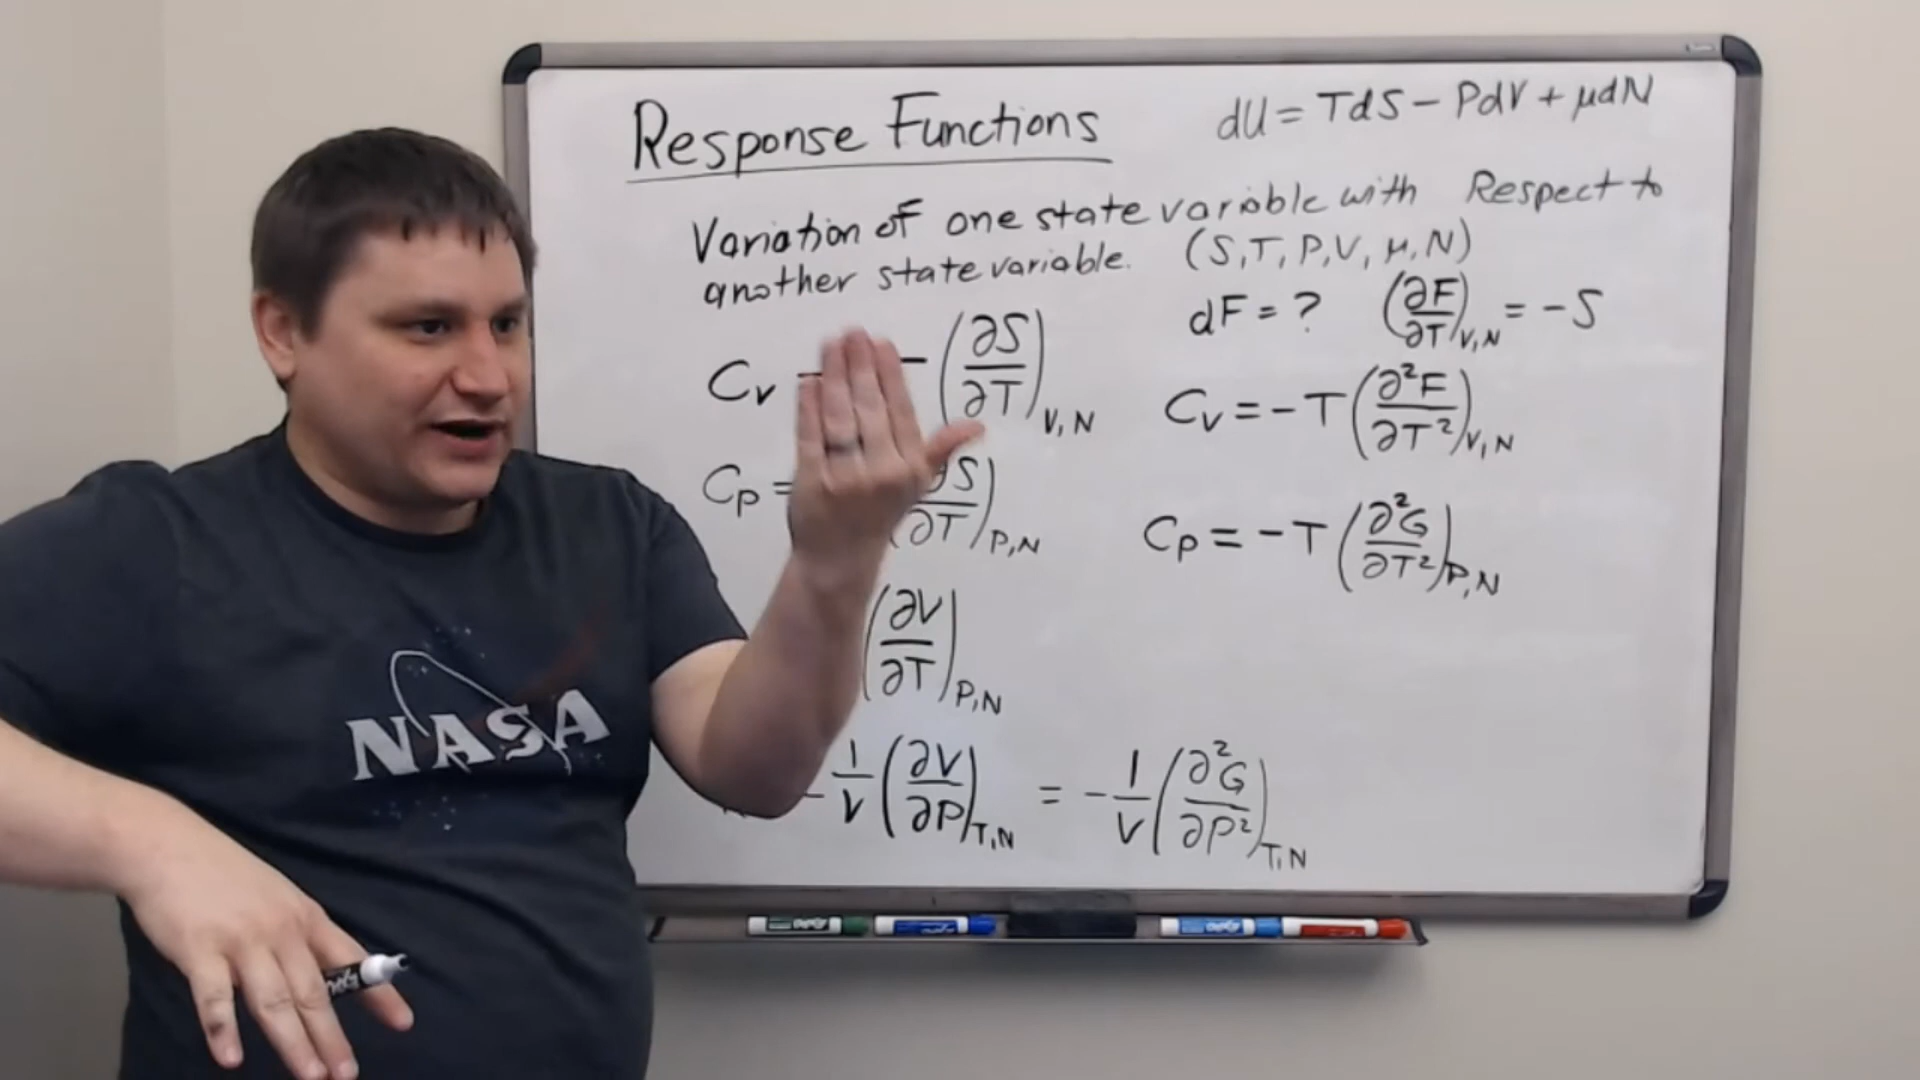 Response Functions
dU = TdS - PdV + μdN
Variation of one state variable with Respect to
another state variable. (S, T, P, V, μ, N)
dF = ? (∂F/∂T)V,N = -S
Cv = (∂S/∂T)V,N
Cv = -T(∂²F/∂T²)V,N
Cp = (∂S/∂T)P,N
Cp = -T(∂²G/∂T²)P,N
(∂V/∂T)P,N
- 1/V (∂V/∂P)T,N = - 1/V (∂²G/∂P²)T,N
NASA
EXPO